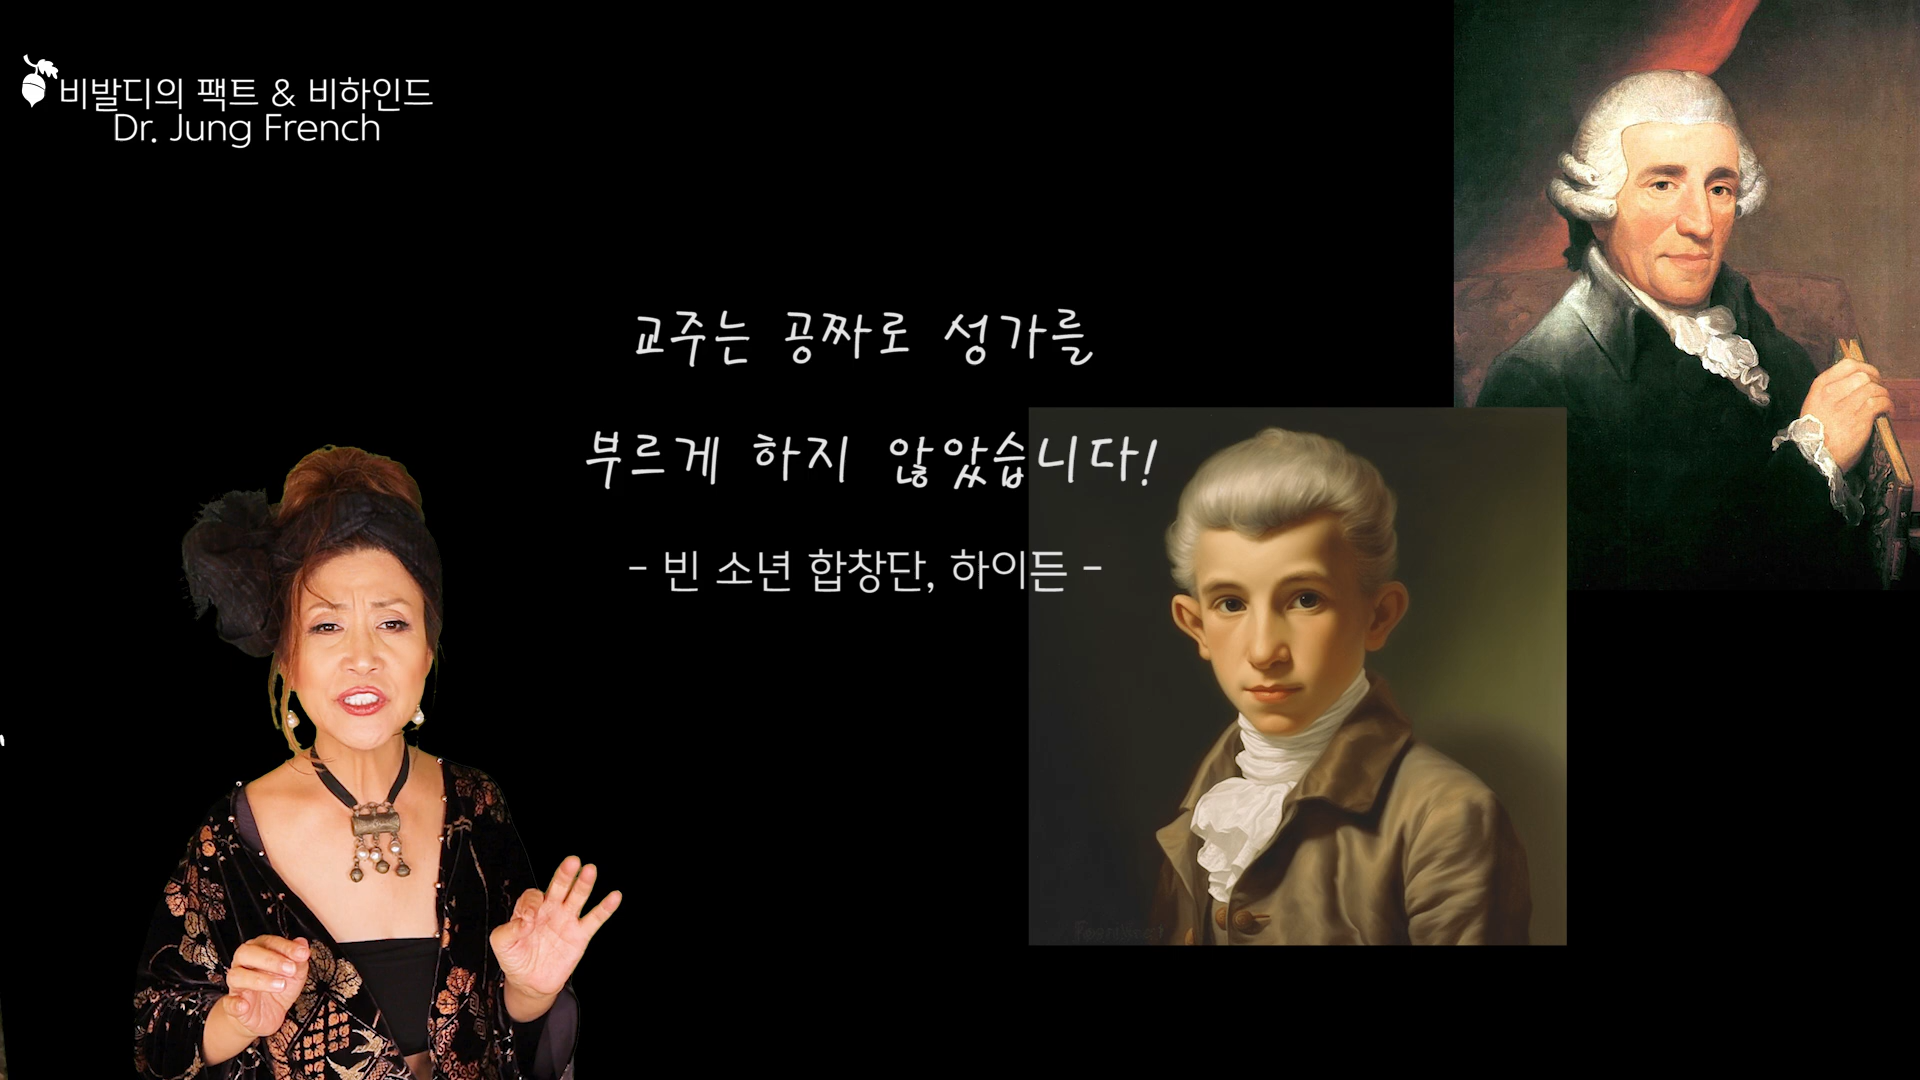 비발디의 팩트 & 비하인드
Dr. Jung French
교주는 공짜로 성가를
부르게 하지 않았습니다!
- 빈 소년 합창단, 하이든 -